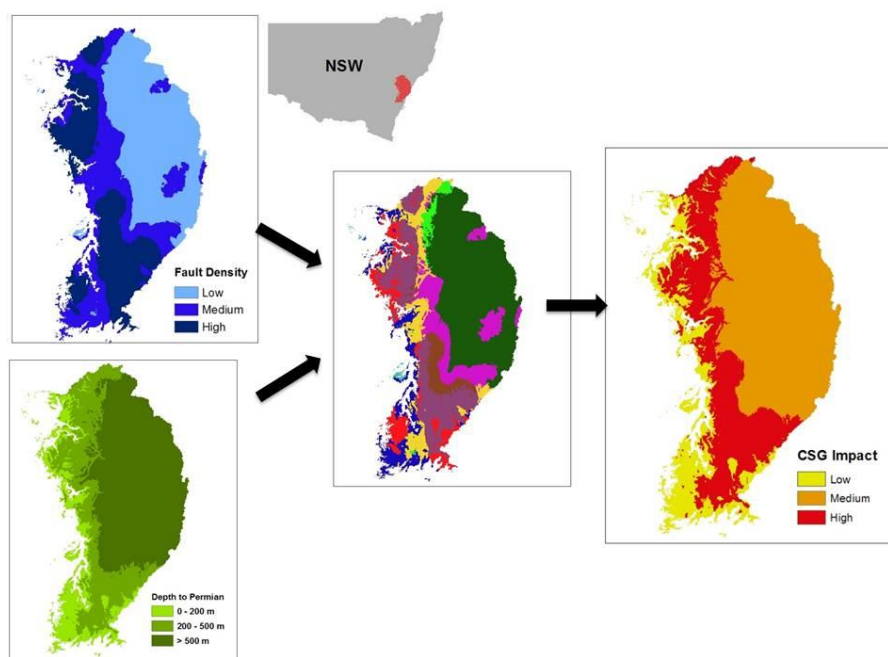 NSW
Fault Density
Low
Medium
High
Depth to Permian
0 - 200 m
200 - 500 m
> 500 m
CSG Impact
Low
Medium
High